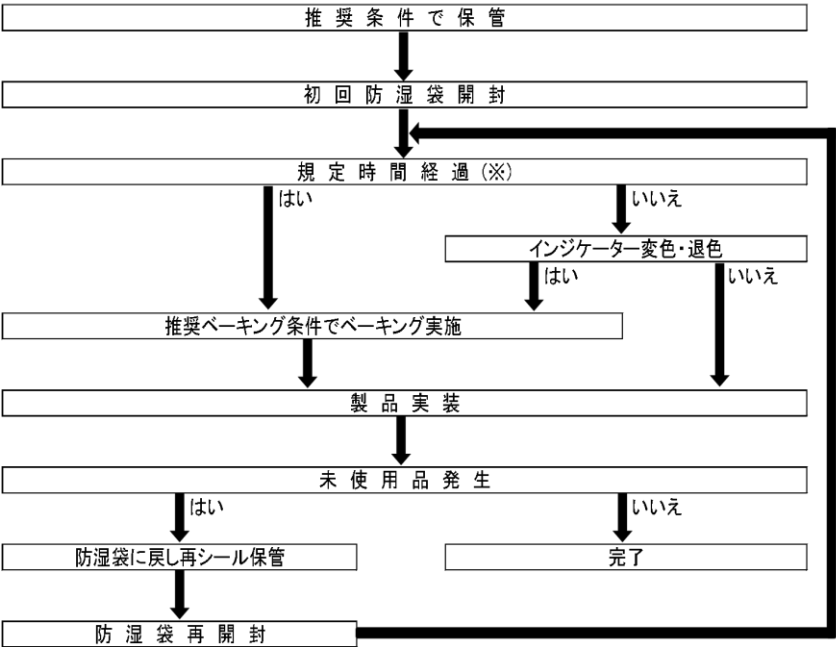 推奨条件で保管
初回防湿袋開封
規定時間経過(※)
はい
いいえ
インジケーター変色・退色
はい
いいえ
推奨ベーキング条件でベーキング実施
製品実装
未使用品発生
はい
いいえ
防湿袋に戻し再シール保管
完了
防湿袋再開封